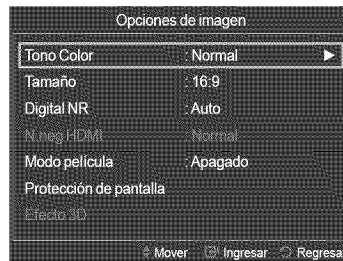 Opciones de imagen
Tono Color : Normal
Tamaño : 16:9
Digital NR : Auto
N.neg HDMI : Normal
Modo película : Apagado
Protección de pantalla
Efecto 3D
Mover Ingresar Regresa